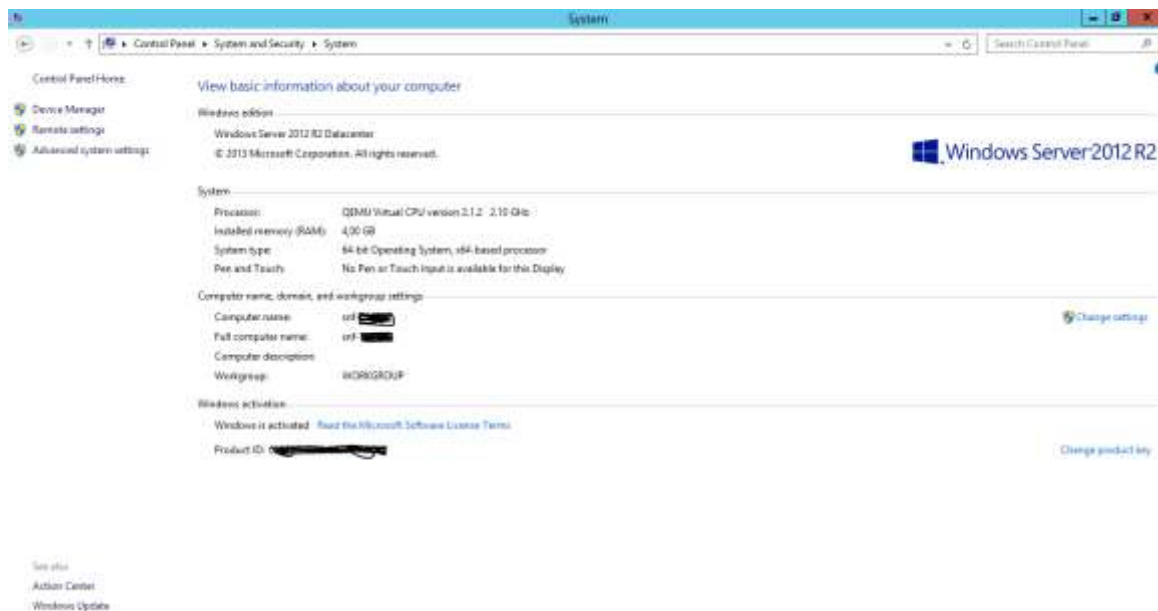 System
Control Panel ▸ System and Security ▸ System
Search Control Panel
Control Panel Home
Device Manager
Remote settings
Advanced system settings
View basic information about your computer
Windows edition
Windows Server 2012 R2 Datacenter
© 2013 Microsoft Corporation. All rights reserved.
Windows Server 2012 R2
System
Processor: QEMU Virtual CPU version 2.1.2 2.10 GHz
Installed memory (RAM): 4,00 GB
System type: 64-bit Operating System, x64-based processor
Pen and Touch: No Pen or Touch Input is available for this Display
Computer name, domain, and workgroup settings
Computer name:
Change settings
Full computer name:
Computer description:
Workgroup: WORKGROUP
Windows activation
Windows is activated Read the Microsoft Software License Terms
Product ID:
Change product key
See also
Action Center
Windows Update